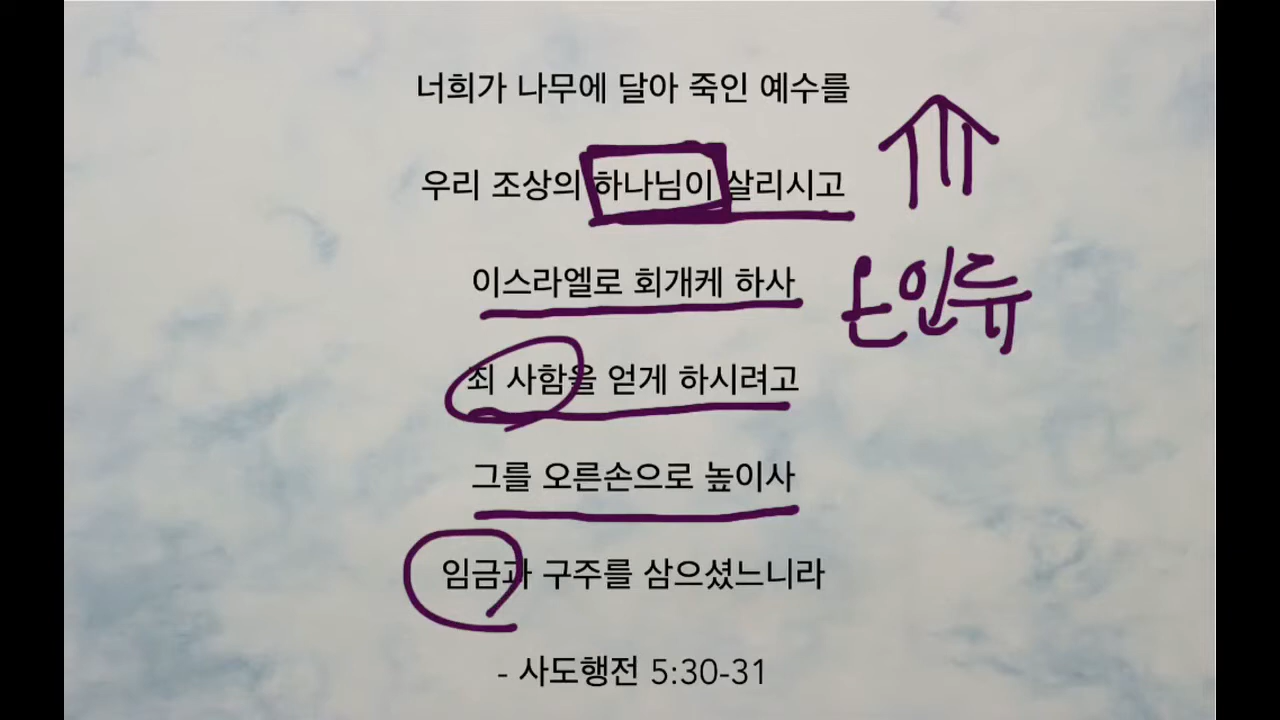 너희가 나무에 달아 죽인 예수를
우리 조상의 하나님이 살리시고
이스라엘로 회개케 하사
온인류
죄 사함을 얻게 하시려고
그를 오른손으로 높이사
임금과 구주를 삼으셨느니라
- 사도행전 5:30-31